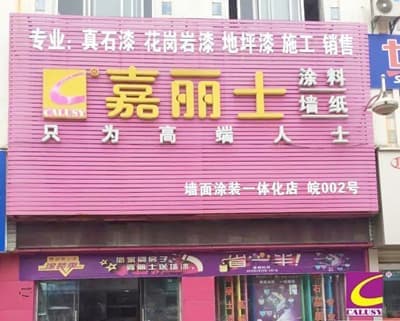 专业：真石漆 花岗岩漆 地坪漆 施工 销售
CALUSY
®
嘉丽士
涂料
墙纸
只为高端人士
墙面涂装一体化店 皖002号
CALUSY